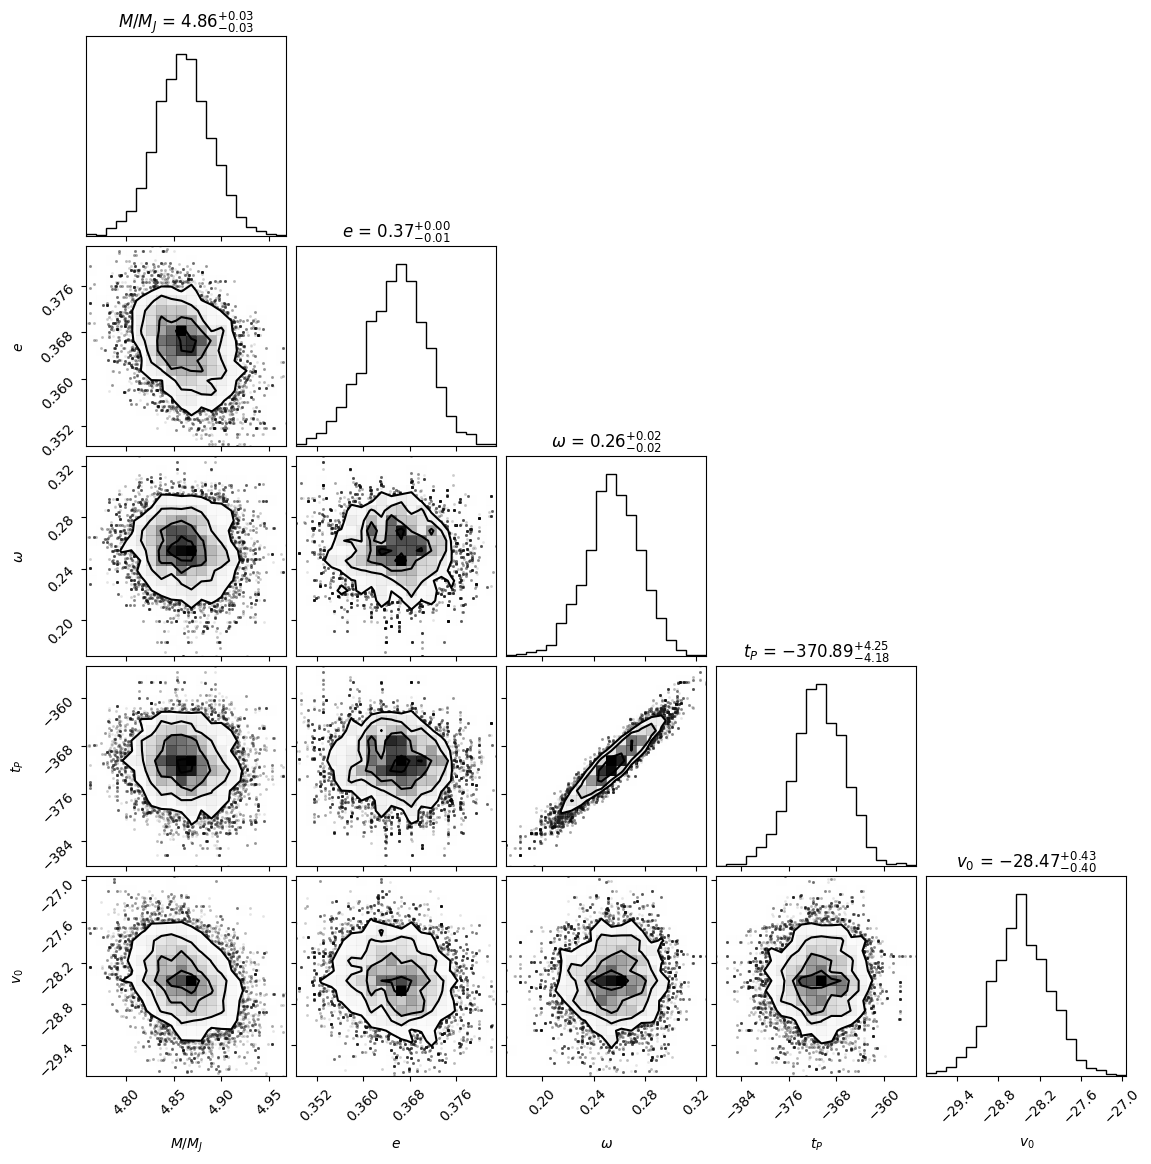 M/M_J = 4.86^{+0.03}_{-0.03}
e = 0.37^{+0.00}_{-0.01}
0.376
0.368
0.360
0.352
e
ω = 0.26^{+0.02}_{-0.02}
0.32
0.28
0.24
0.20
ω
t_P = −370.89^{+4.25}_{-4.18}
−360
−368
−376
−384
t_P
v_0 = −28.47^{+0.43}_{-0.40}
−27.0
−27.6
−28.2
−28.8
−29.4
v_0
4.80 4.85 4.90 4.95 0.352 0.360 0.368 0.376 0.20 0.24 0.28 0.32 −384 −376 −368 −360 −29.4 −28.8 −28.2 −27.6 −27.0
M/M_J e ω t_P v_0